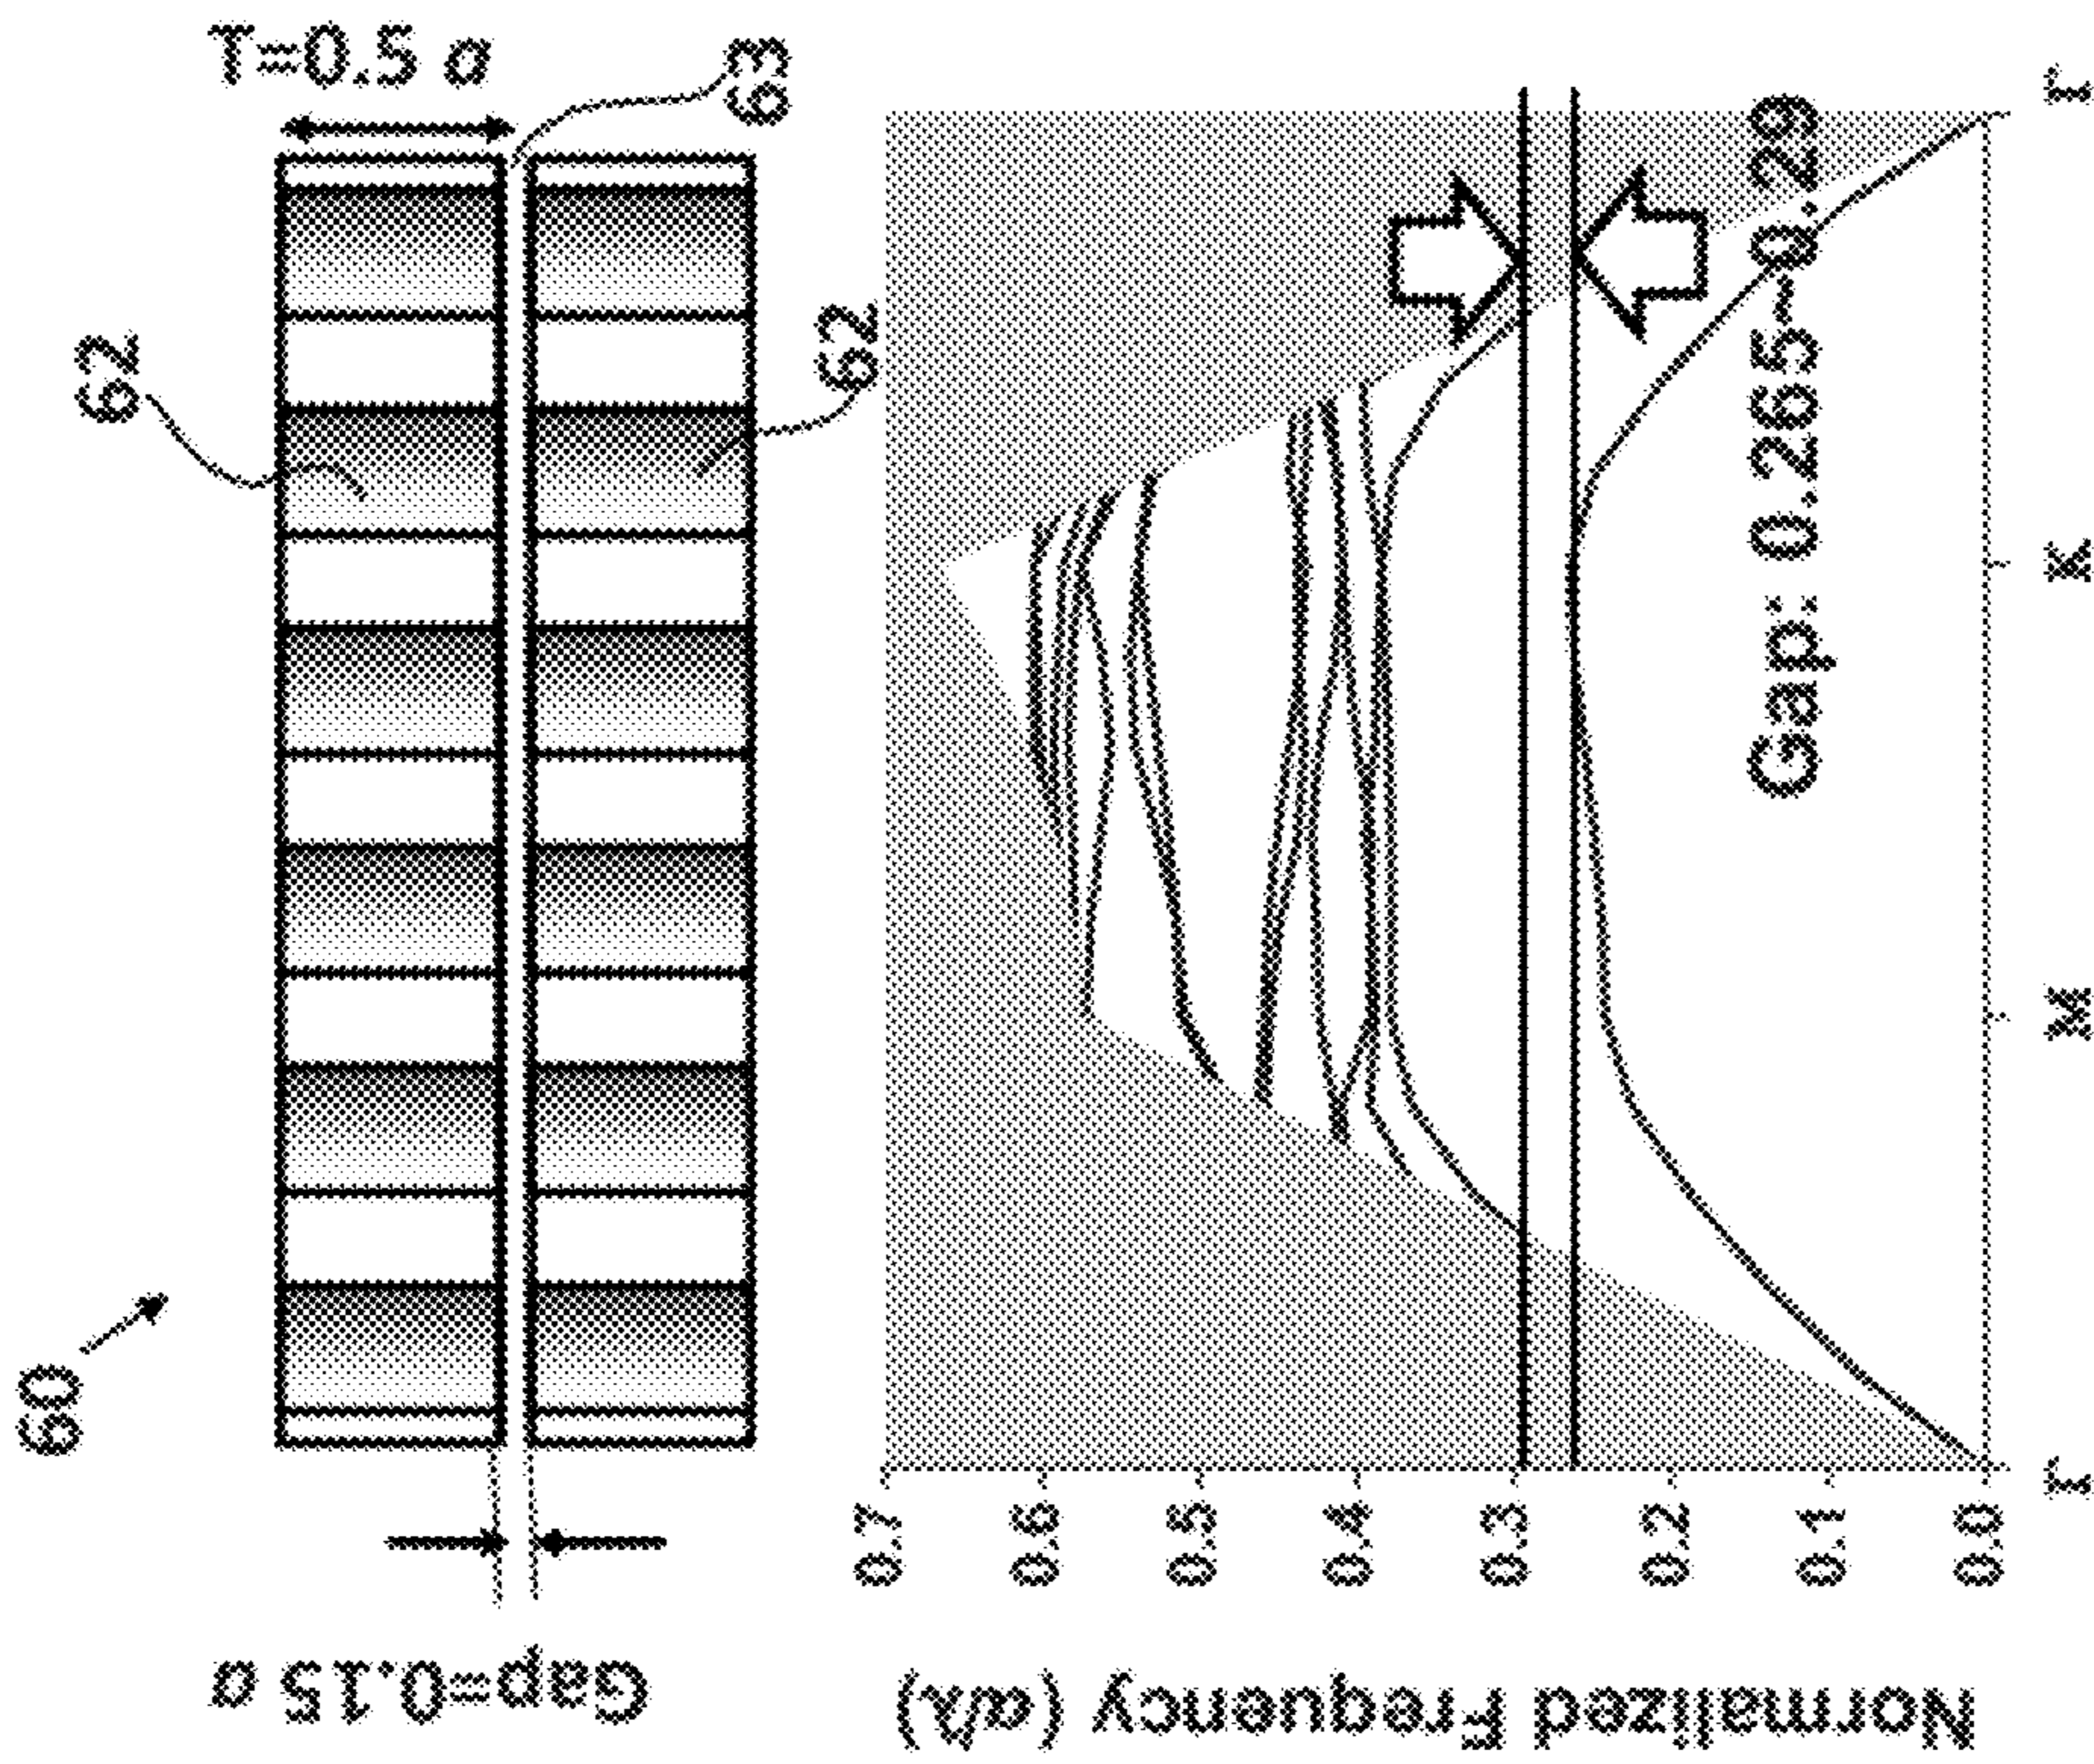 60
62
T=0.5 a
63
62
Gap=0.15 a
Normalized Frequency (a/λ)
0.7
0.6
0.5
0.4
0.3
0.2
0.1
0.0
Gap: 0.265~0.29
Γ
M
K
Γ